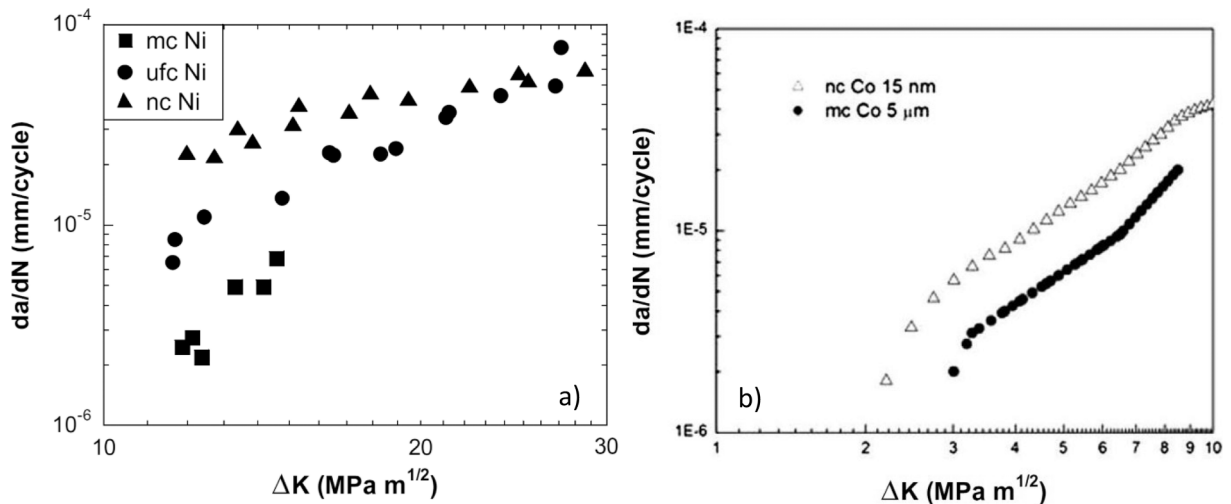 10⁻⁴
mc Ni
ufc Ni
nc Ni
10⁻⁵
10⁻⁶
da/dN (mm/cycle)
10 20 30
ΔK (MPa m^1/2)
a)
1E-4
nc Co 15 nm
mc Co 5 μm
1E-5
1E-6
da/dN (mm/cycle)
1 2 3 4 5 6 7 8 9 10
ΔK (MPa m^1/2)
b)